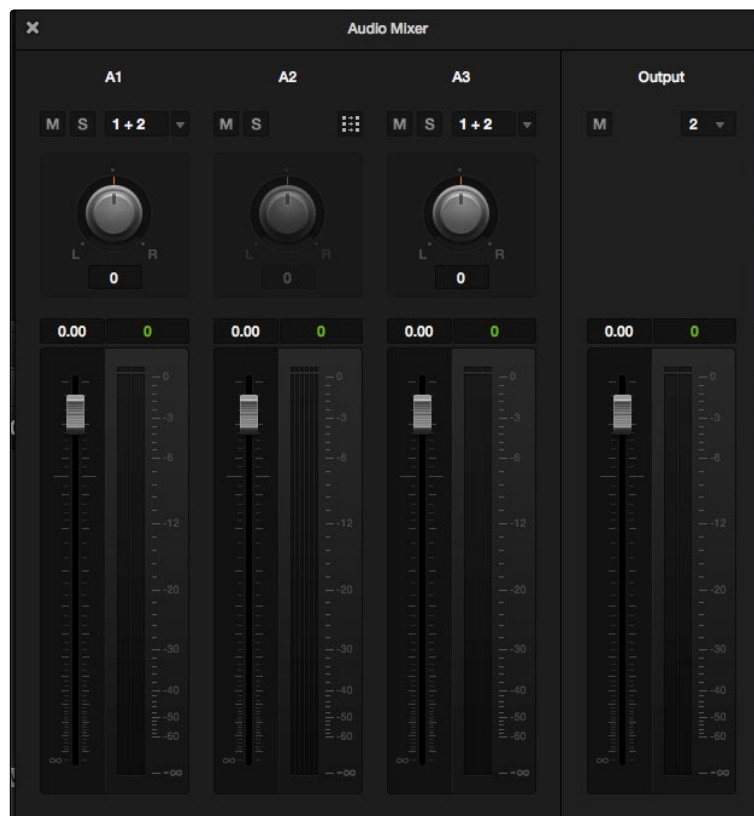 Audio Mixer
A1 A2 A3 Output
M S 1 + 2 M S M S 1 + 2 M 2
L R L R L R
0 0 0
0.00 0 0.00 0 0.00 0 0.00 0
-0 -0 -0 -0
-3 -3 -3 -3
-6 -6 -6 -6
-12 -12 -12 -12
-20 -20 -20 -20
-30 -30 -30 -30
-40 -40 -40 -40
-50 -50 -50 -50
-60 -60 -60 -60
∞ -∞ ∞ -∞ ∞ -∞ ∞ -∞